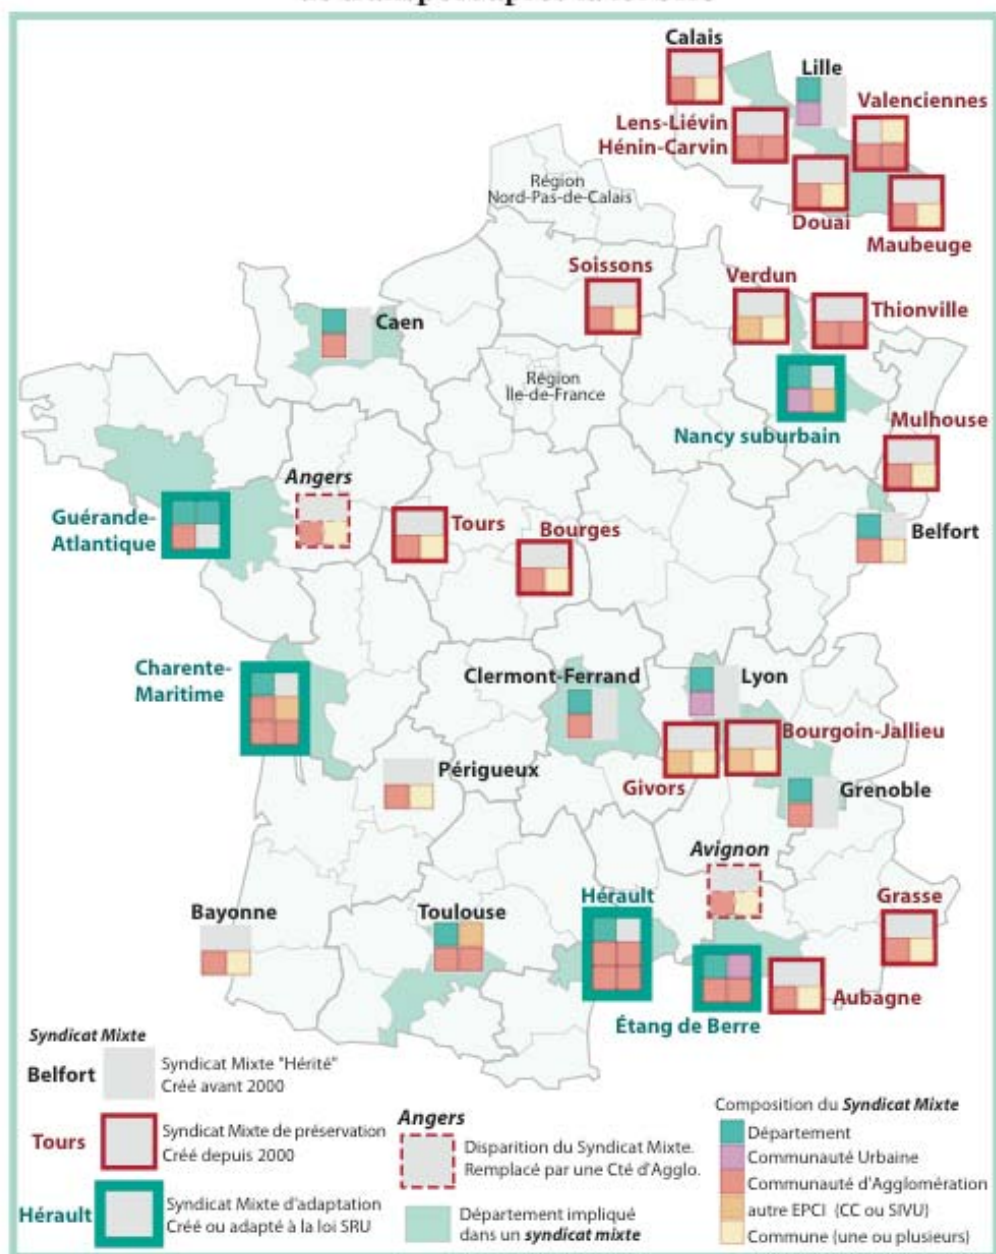 Calais
Lille
Valenciennes
Lens-Liévin
Hénin-Carvin
Douai
Maubeuge
Région
Nord-Pas-de-Calais
Soissons
Verdun
Thionville
Caen
Région
Île-de-France
Nancy suburbain
Mulhouse
Angers
Guérande-
Atlantique
Tours
Bourges
Belfort
Charente-
Maritime
Clermont-Ferrand
Lyon
Bourgoin-Jallieu
Périgueux
Givors
Grenoble
Avignon
Bayonne
Toulouse
Hérault
Grasse
Aubagne
Étang de Berre
Syndicat Mixte
Belfort
Syndicat Mixte "Hérité"
Créé avant 2000
Tours
Syndicat Mixte de préservation
Créé depuis 2000
Hérault
Syndicat Mixte d'adaptation
Créé ou adapté à la loi SRU
Angers
Disparition du Syndicat Mixte.
Remplacé par une Cté d'Agglo.
Département impliqué
dans un syndicat mixte
Composition du Syndicat Mixte
Département
Communauté Urbaine
Communauté d'Agglomération
autre EPCI (CC ou SIVU)
Commune (une ou plusieurs)